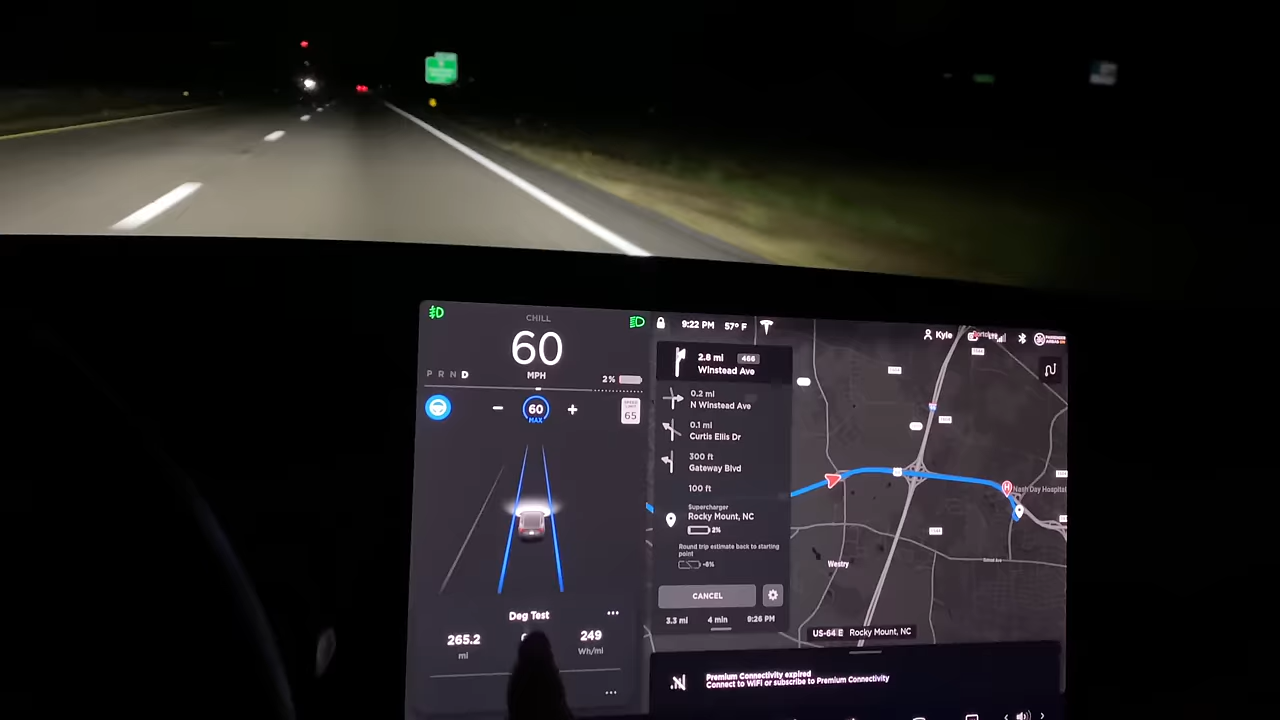 CHILL
60
MPH
P R N D
2%
60
MAX
SPEED LIMIT
65
Deg Test
265.2
mi
249
Wh/mi
9:22 PM 57°F
Kyle
2.8 mi 466
Winstead Ave
0.2 mi
N Winstead Ave
0.1 mi
Curtis Ellis Dr
300 ft
Gateway Blvd
100 ft
Supercharger
Rocky Mount, NC
2%
Round trip estimate back to starting
point
-6%
CANCEL
3.3 mi 4 min 9:26 PM
H
Nash Day Hospital
Westry
US-64 E Rocky Mount, NC
Premium Connectivity expired
Connect to WiFi or subscribe to Premium Connectivity